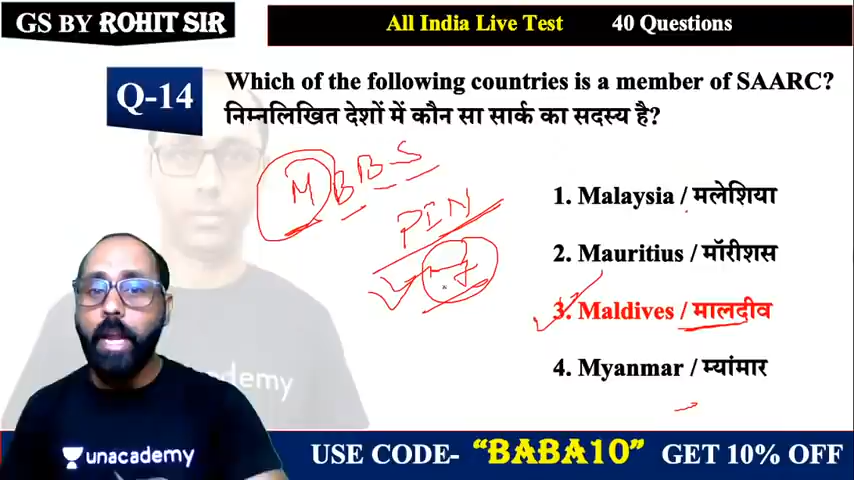 GS BY ROHIT SIR
All India Live Test 40 Questions
Q-14
Which of the following countries is a member of SAARC?
निम्नलिखित देशों में कौन सा सार्क का सदस्य है?
MBBS
PIN
1. Malaysia / मलेशिया
2. Mauritius / मॉरीशस
3. Maldives / मालदीव
4. Myanmar / म्यांमार
demy
unacademy
USE CODE- “BABA10” GET 10% OFF